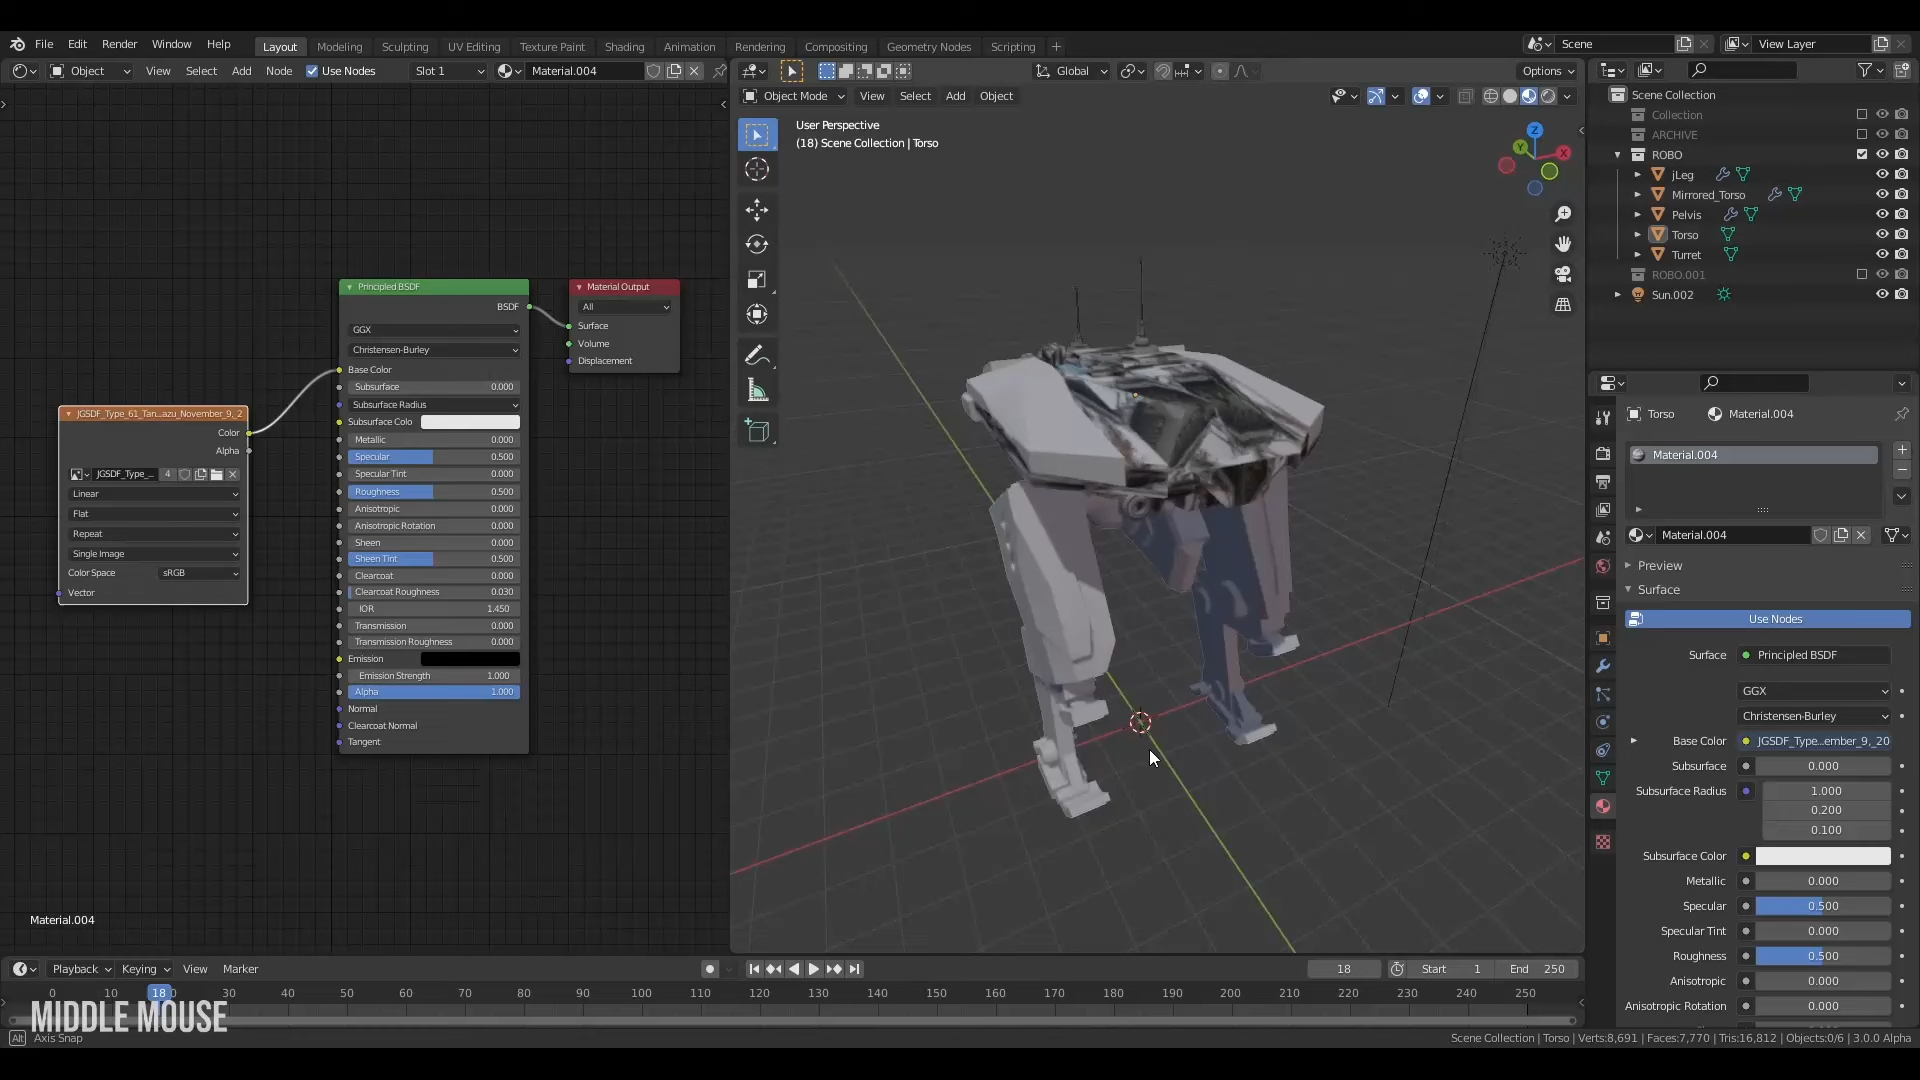 File Edit Render Window Help Layout Modeling Sculpting UV Editing Texture Paint Shading Animation Rendering Compositing Geometry Nodes Scripting + Scene View Layer
Object View Select Add Node Use Nodes Slot 1 Material.004 Global Options
Object Mode View Select Add Object
User Perspective
(18) Scene Collection | Torso
Z
Y
X
Scene Collection
Collection
ARCHIVE
ROBO
jLeg
Mirrored_Torso
Pelvis
Torso
Turret
ROBO.001
Sun.002
Principled BSDF
BSDF
GGX
Christensen-Burley
Base Color
Subsurface 0.000
Subsurface Radius
Subsurface Colo
Metallic 0.000
Specular 0.500
Specular Tint 0.000
Roughness 0.500
Anisotropic 0.000
Anisotropic Rotation 0.000
Sheen 0.000
Sheen Tint 0.500
Clearcoat 0.000
Clearcoat Roughness 0.030
IOR 1.450
Transmission 0.000
Transmission Roughness 0.000
Emission
Emission Strength 1.000
Alpha 1.000
Normal
Clearcoat Normal
Tangent
Material Output
All
Surface
Volume
Displacement
JGSDF_Type_61_Tan...azu_November_9,_2
Color
Alpha
JGSDF_Type_... 4
Linear
Flat
Repeat
Single Image
Color Space sRGB
Vector
Material.004
Torso Material.004
Material.004
Material.004
Preview
Surface
Use Nodes
Surface Principled BSDF
GGX
Christensen-Burley
Base Color JGSDF_Type...ember_9,_20
Subsurface 0.000
Subsurface Radius 1.000
0.200
0.100
Subsurface Color
Metallic 0.000
Specular 0.500
Specular Tint 0.000
Roughness 0.500
Anisotropic 0.000
Anisotropic Rotation 0.000
Playback Keying View Marker 18 Start 1 End 250
0 10 18 30 40 50 60 70 80 90 100 110 120 130 140 150 160 170 180 190 200 210 220 230 240 250
MIDDLE MOUSE
Alt Axis Snap
Scene Collection | Torso | Verts:8,691 | Faces:7,770 | Tris:16,812 | Objects:0/6 | 3.0.0 Alpha